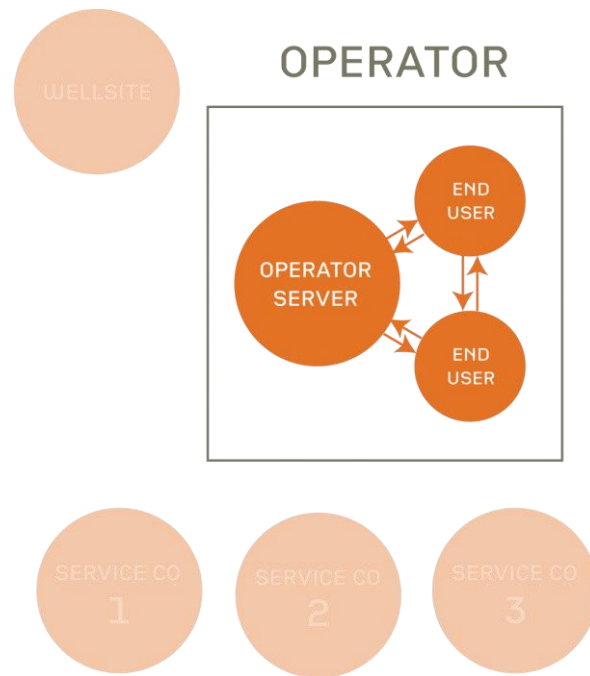 WELLSITE
OPERATOR
END
USER
OPERATOR
SERVER
END
USER
SERVICE CO
1
SERVICE CO
2
SERVICE CO
3